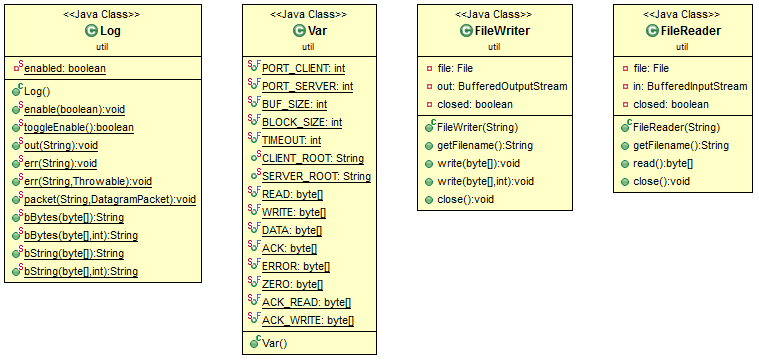 <<Java Class>>
Log
util
enabled: boolean
Log()
enable(boolean):void
toggleEnable():boolean
out(String):void
err(String):void
err(String,Throwable):void
packet(String,DatagramPacket):void
bBytes(byte[]):String
bBytes(byte[],int):String
bString(byte[]):String
bString(byte[],int):String
<<Java Class>>
Var
util
PORT_CLIENT: int
PORT_SERVER: int
BUF_SIZE: int
BLOCK_SIZE: int
TIMEOUT: int
CLIENT_ROOT: String
SERVER_ROOT: String
READ: byte[]
WRITE: byte[]
DATA: byte[]
ACK: byte[]
ERROR: byte[]
ZERO: byte[]
ACK_READ: byte[]
ACK_WRITE: byte[]
Var()
<<Java Class>>
FileWriter
util
file: File
out: BufferedOutputStream
closed: boolean
FileWriter(String)
getFilename():String
write(byte[]):void
write(byte[],int):void
close():void
<<Java Class>>
FileReader
util
file: File
in: BufferedInputStream
closed: boolean
FileReader(String)
getFilename():String
read():byte[]
close():void